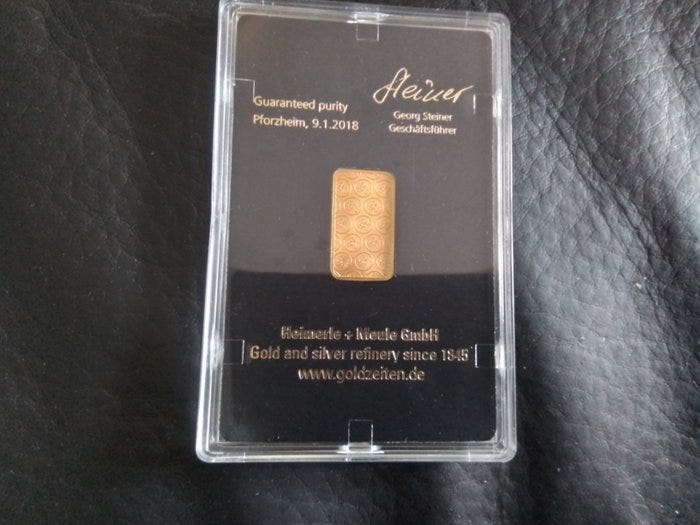 Steiner
Guaranteed purity
Georg Steiner
Pforzheim, 9.1.2018
Geschäftsführer
Heimerle + Meule GmbH
Gold and silver refinery since 1845
www.goldzeiten.de